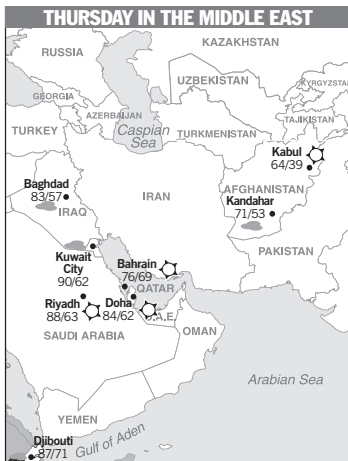 THURSDAY IN THE MIDDLE EAST
KAZAKHSTAN
RUSSIA
UZBEKISTAN
KYRGYZSTAN
GEORGIA
AZERBAIJAN
TAJIKISTAN
TURKEY
Caspian
Sea
TURKMENISTAN
Kabul
64/39
Baghdad
83/57
IRAQ
IRAN
AFGHANISTAN
Kandahar
71/53
Kuwait
City
90/62
Bahrain
76/69
QATAR
PAKISTAN
Riyadh
88/63
Doha
84/62
U.A.E.
SAUDI ARABIA
OMAN
Arabian Sea
YEMEN
Djibouti
87/71
Gulf of Aden